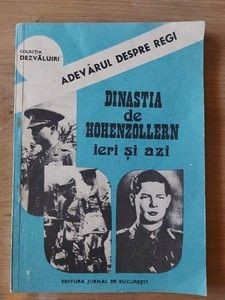 COLECȚIA
DEZVĂLUIRI
ADEVĂRUL DESPRE REGI
DINASTIA
de
HOHENZOLLERN
ieri și azi
EDITURA JURNAL DE BUCUREȘTI